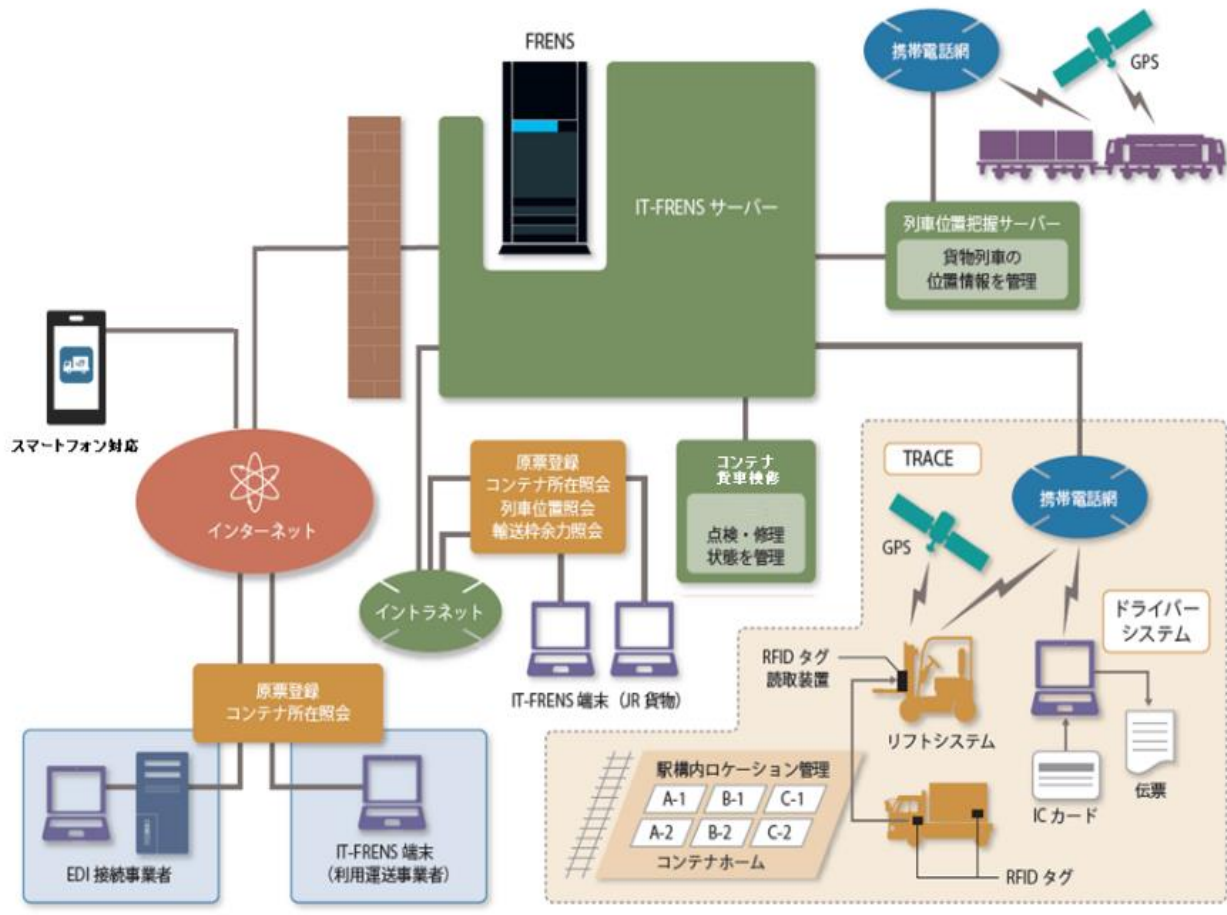 FRENS
携帯電話網
GPS
IT-FRENS サーバー
列車位置把握サーバー
貨物列車の
位置情報を管理
スマートフォン対応
インターネット
原票登録
コンテナ所在照会
列車位置照会
輸送枠余力照会
コンテナ
貨車検修
点検・修理
状態を管理
イントラネット
IT-FRENS 端末（JR 貨物）
原票登録
コンテナ所在照会
EDI 接続事業者
IT-FRENS 端末
（利用運送事業者）
TRACE
携帯電話網
GPS
ドライバー
システム
RFID タグ
読取装置
リフトシステム
伝票
IC カード
駅構内ロケーション管理
A-1 B-1 C-1
A-2 B-2 C-2
コンテナホーム
RFID タグ